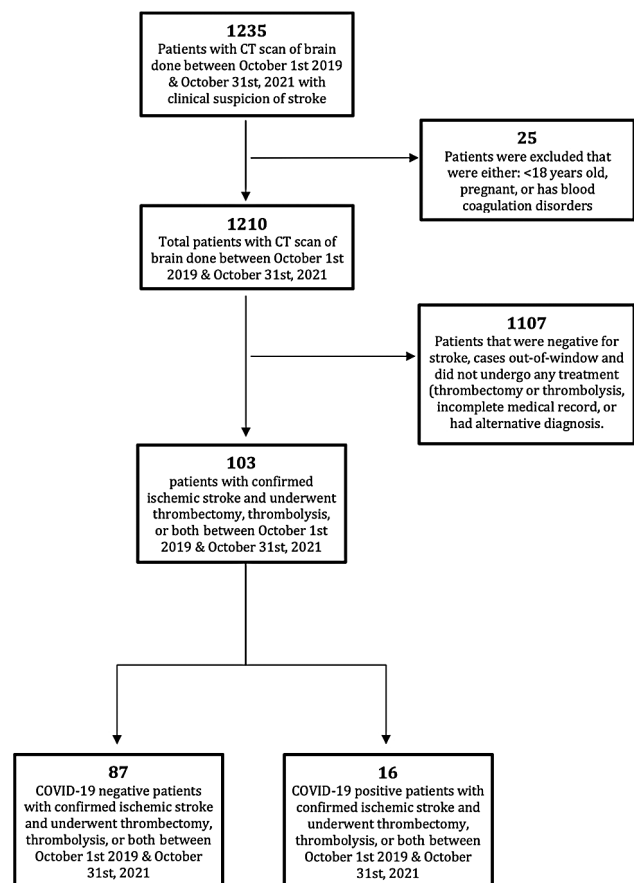 1235
Patients with CT scan of brain
done between October 1st 2019
& October 31st, 2021 with
clinical suspicion of stroke
25
Patients were excluded that
were either: <18 years old,
pregnant, or has blood
coagulation disorders
1210
Total patients with CT scan of
brain done between October 1st
2019 & October 31st, 2021
1107
Patients that were negative for
stroke, cases out-of-window and
did not undergo any treatment
(thrombectomy or thrombolysis,
incomplete medical record, or
had alternative diagnosis.
103
patients with confirmed
ischemic stroke and underwent
thrombectomy, thrombolysis,
or both between October 1st
2019 & October 31st, 2021
87
COVID-19 negative patients
with confirmed ischemic stroke
and underwent thrombectomy,
thrombolysis, or both between
October 1st 2019 & October
31st, 2021
16
COVID-19 positive patients with
confirmed ischemic stroke and
underwent thrombectomy,
thrombolysis, or both between
October 1st 2019 & October
31st, 2021